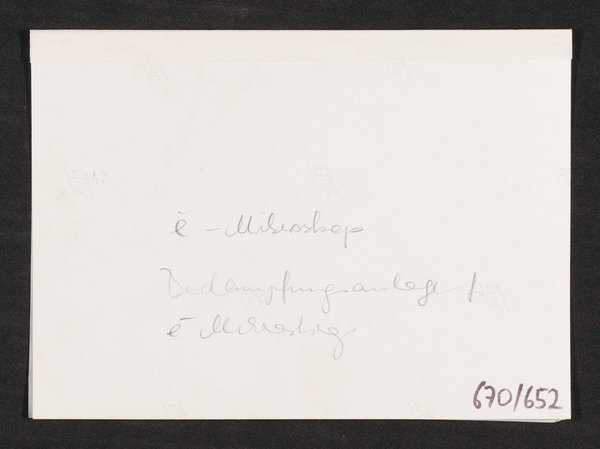 e⁻ - Mikroskop
Bedampfungsanlage f
e⁻ Mikroskop
670/652